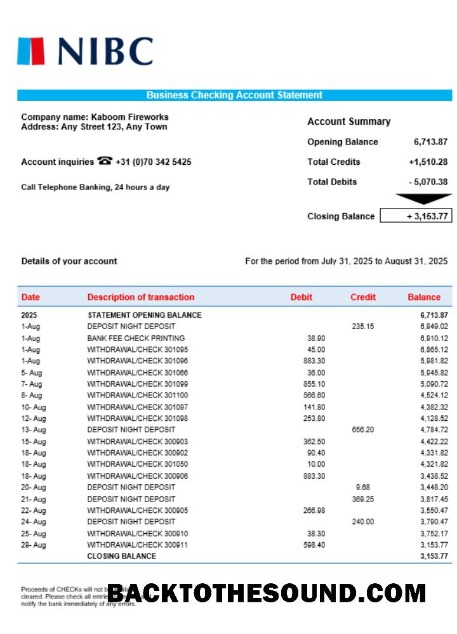 NIBC
Business Checking Account Statement
Company name: Kaboom Fireworks
Address: Any Street 123, Any Town
Account inquiries ☎ +31 (0)70 342 5425
Call Telephone Banking, 24 hours a day
Account Summary
Opening Balance 6,713.87
Total Credits +1,510.28
Total Debits - 5,070.38
Closing Balance + 3,153.77
Details of your account For the period from July 31, 2025 to August 31, 2025
Date Description of transaction Debit Credit Balance
2025 STATEMENT OPENING BALANCE 6,713.87
1-Aug DEPOSIT NIGHT DEPOSIT 235.15 6,949.02
1-Aug BANK FEE CHECK PRINTING 38.90 6,910.12
1-Aug WITHDRAWAL/CHECK 301095 45.00 6,865.12
1-Aug WITHDRAWAL/CHECK 301096 883.30 5,981.82
5- Aug WITHDRAWAL/CHECK 301066 36.00 5,945.82
7- Aug WITHDRAWAL/CHECK 301099 855.10 5,090.72
8- Aug WITHDRAWAL/CHECK 301100 566.60 4,524.12
10- Aug WITHDRAWAL/CHECK 301097 141.80 4,382.32
12- Aug WITHDRAWAL/CHECK 301098 253.80 4,128.52
13- Aug DEPOSIT NIGHT DEPOSIT 656.20 4,784.72
15- Aug WITHDRAWAL/CHECK 300903 362.50 4,422.22
18- Aug WITHDRAWAL/CHECK 300902 90.40 4,331.82
18- Aug WITHDRAWAL/CHECK 301050 10.00 4,321.82
18- Aug WITHDRAWAL/CHECK 300906 883.30 3,438.52
20- Aug DEPOSIT NIGHT DEPOSIT 9.68 3,448.20
21- Aug DEPOSIT NIGHT DEPOSIT 369.25 3,817.45
22- Aug WITHDRAWAL/CHECK 300905 266.98 3,550.47
24- Aug DEPOSIT NIGHT DEPOSIT 240.00 3,790.47
25- Aug WITHDRAWAL/CHECK 300910 38.30 3,752.17
29- Aug WITHDRAWAL/CHECK 300911 598.40 3,153.77
CLOSING BALANCE 3,153.77
Proceeds of CHECKs will not be
cleared. Please check all entries
notify the bank immediately of any errors.
BACKTOTHESOUND.COM